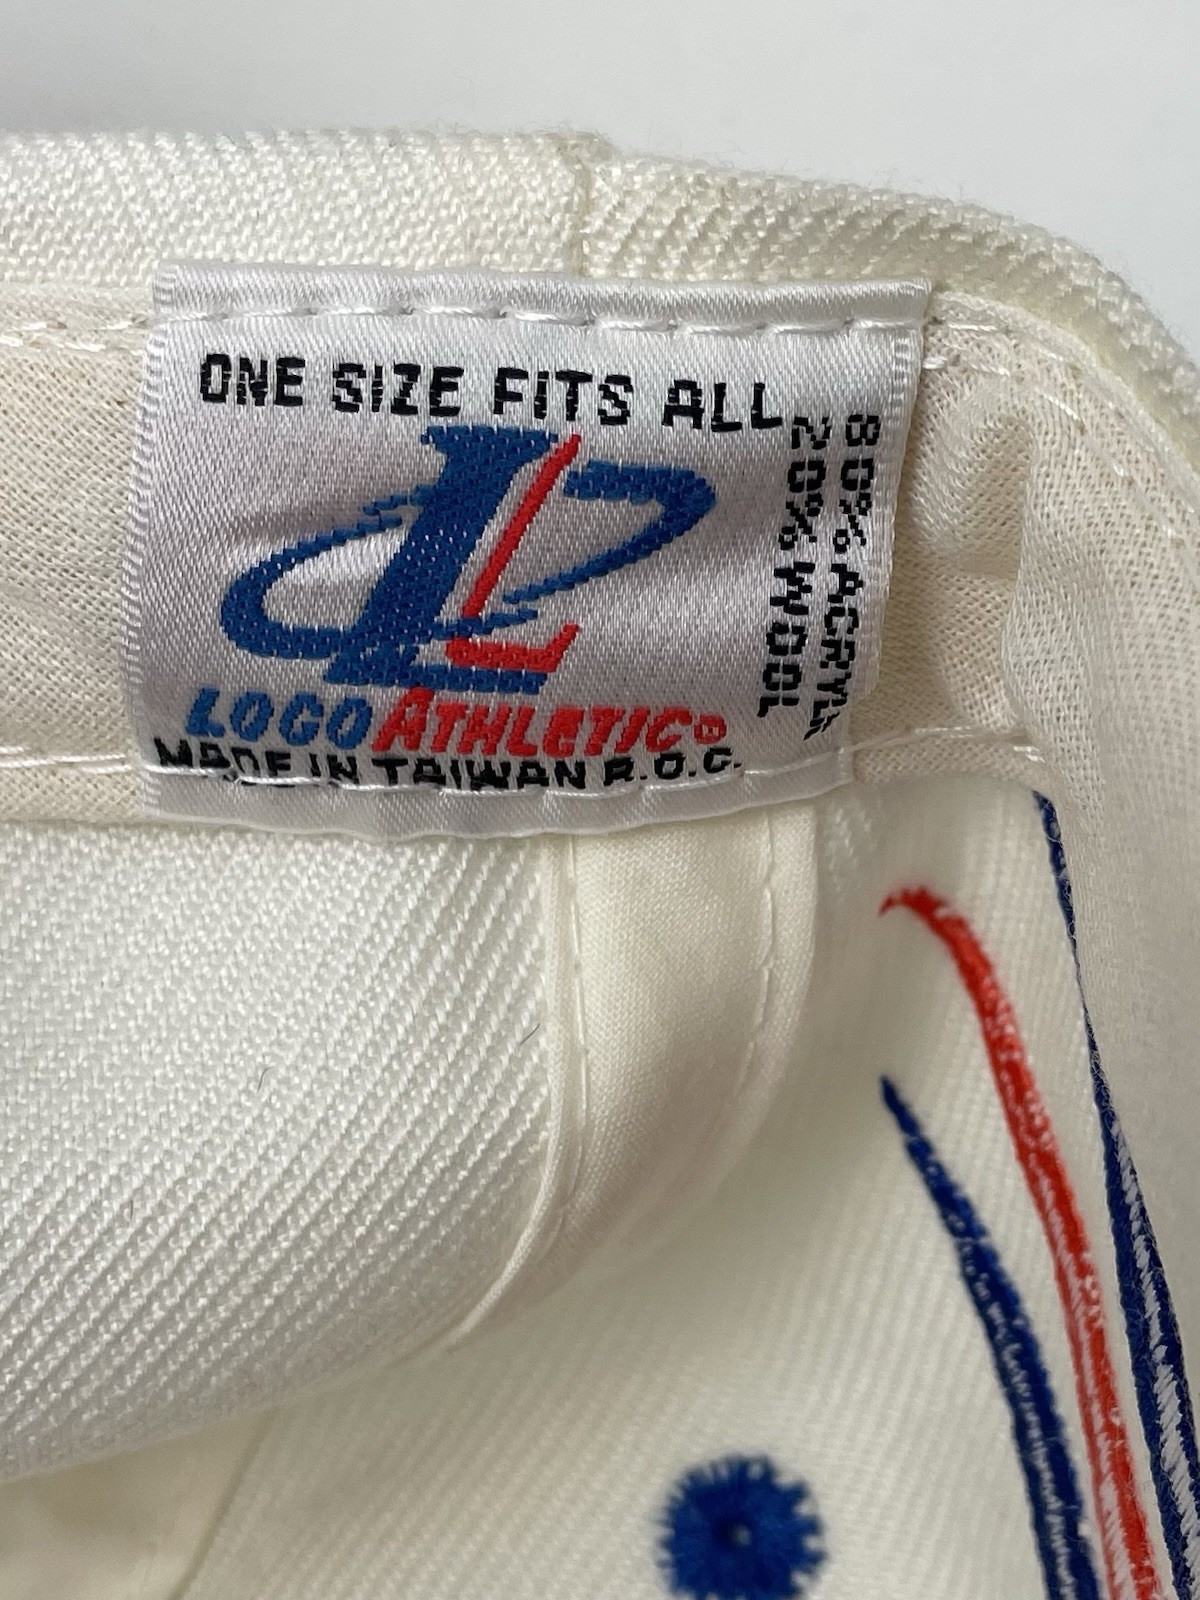 ONE SIZE FITS ALL
80% ACRYLIC
20% WOOL
LOGO ATHLETIC®
MADE IN TAIWAN R.O.C.